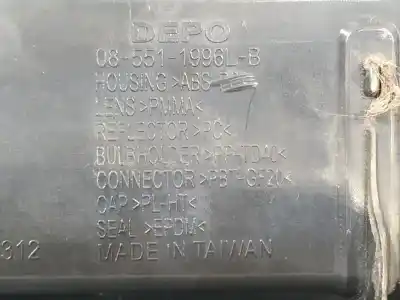 DEPO
08-551-1996L-B
HOUSING >ABS
LENS >PMMA<
REFLECTOR >PC<
BULBHOLDER >PP-TD40<
CONNECTOR >PBT-GF20<
CAP >PL-HT<
SEAL >EPDM<
312 MADE IN TAIWAN